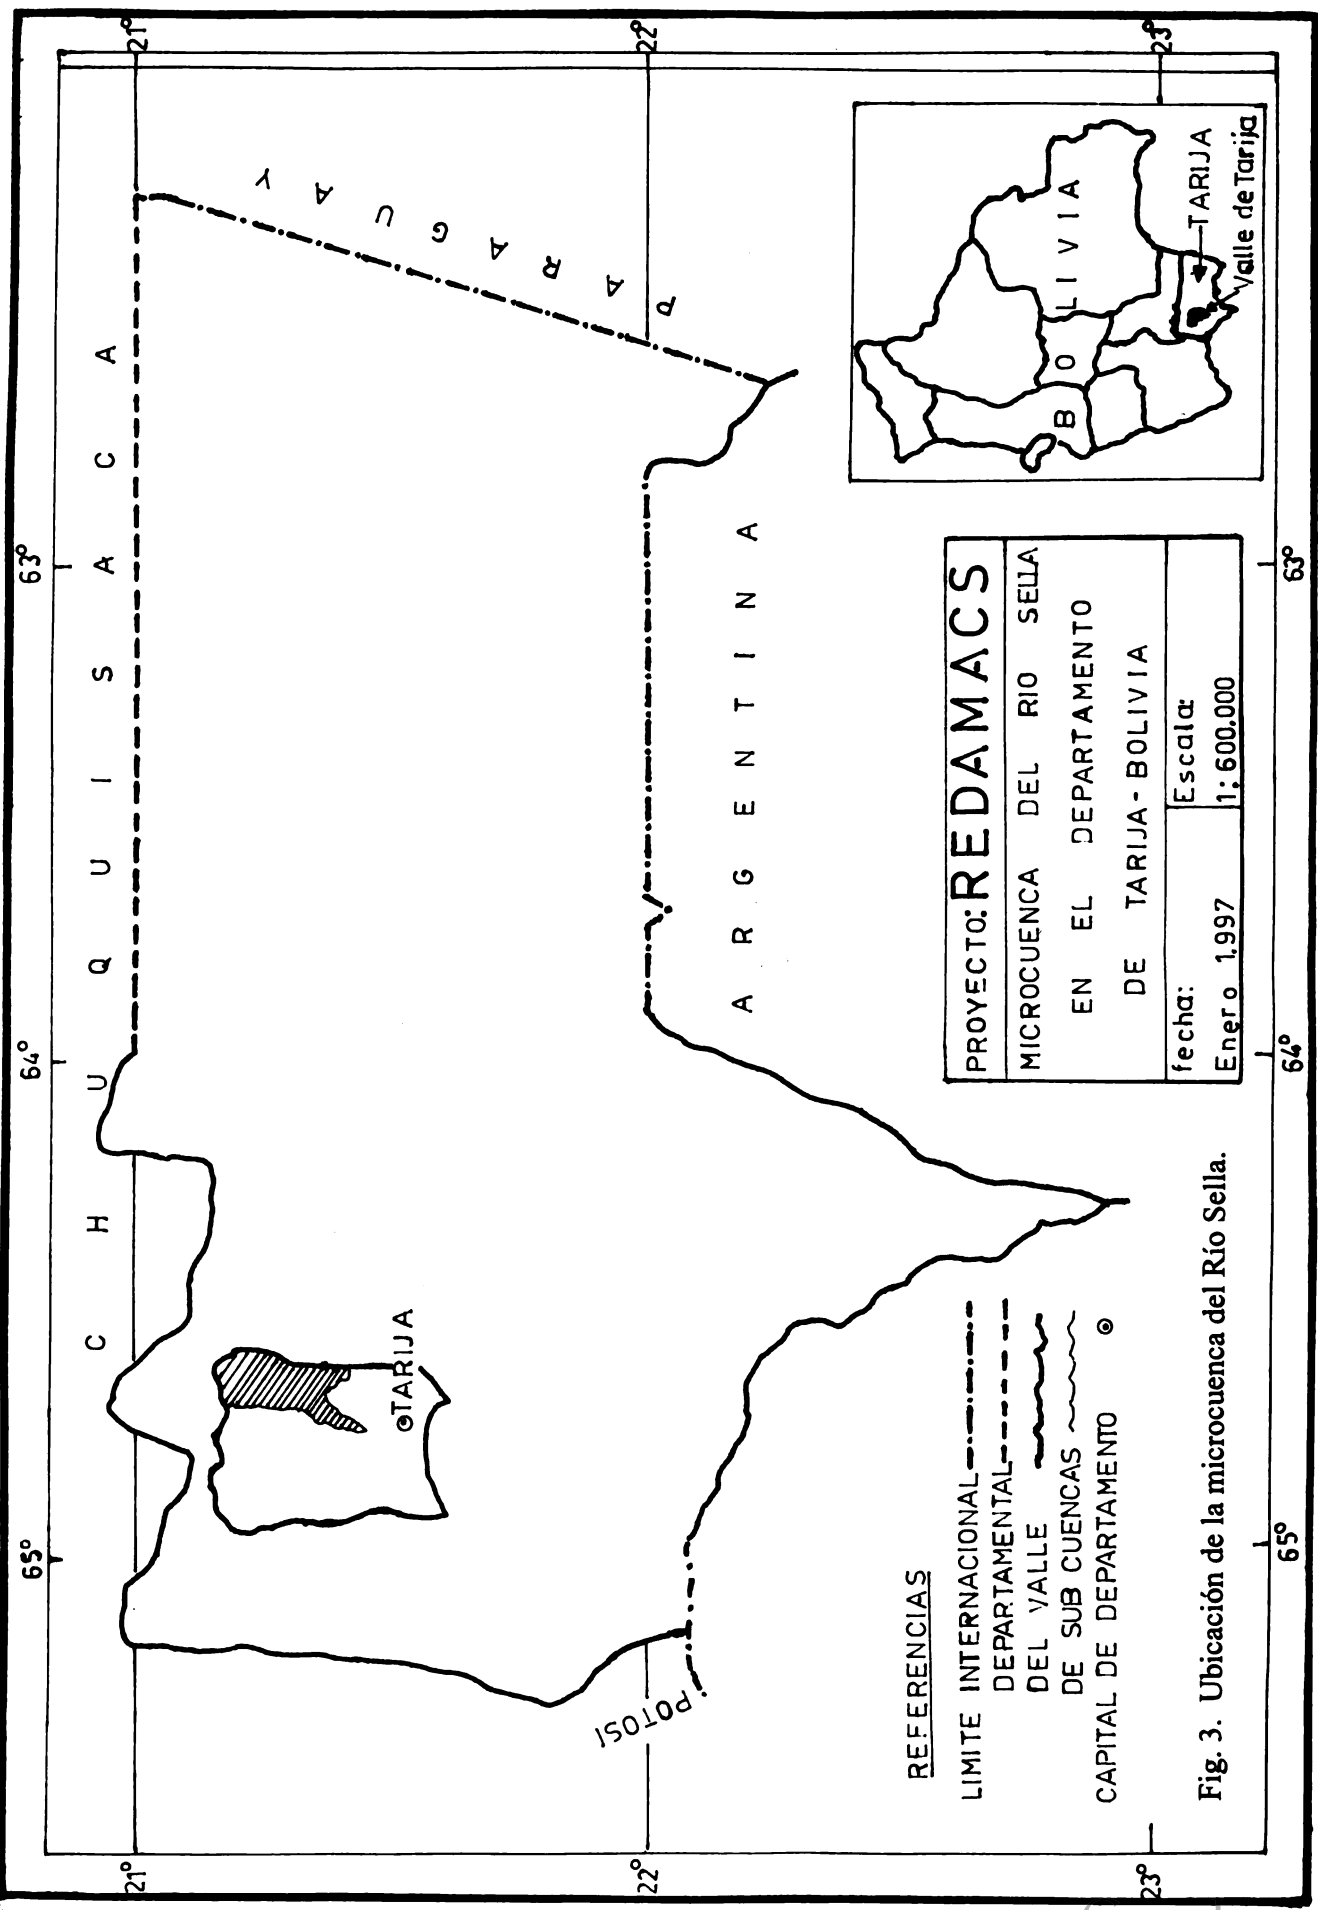 65°
64°
63°
21°
21°
22°
22°
23°
23°
65°
64°
63°
CHUQUISACA
PARAGUAY
ARGENTINA
POTOSI
TARIJA
REFERENCIAS
LIMITE INTERNACIONAL
DEPARTAMENTAL
DEL VALLE
DE SUB CUENCAS
CAPITAL DE DEPARTAMENTO
PROYECTO: REDAMACS
MICROCUENCA DEL RIO SELLA
EN EL DEPARTAMENTO
DE TARIJA-BOLIVIA
fecha:
Enero 1.997
Escala:
1: 600.000
BOLIVIA
TARIJA
Valle de Tarija
Fig. 3. Ubicación de la microcuenca del Río Sella.